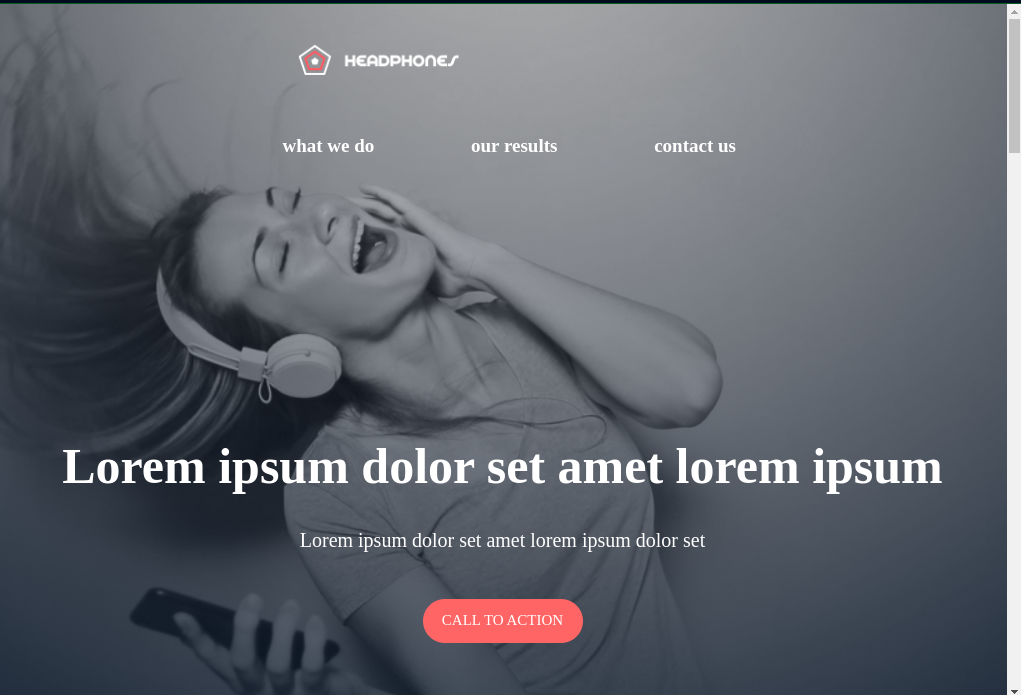 HEADPHONES
what we do
our results
contact us
Lorem ipsum dolor set amet lorem ipsum
Lorem ipsum dolor set amet lorem ipsum dolor set
CALL TO ACTION